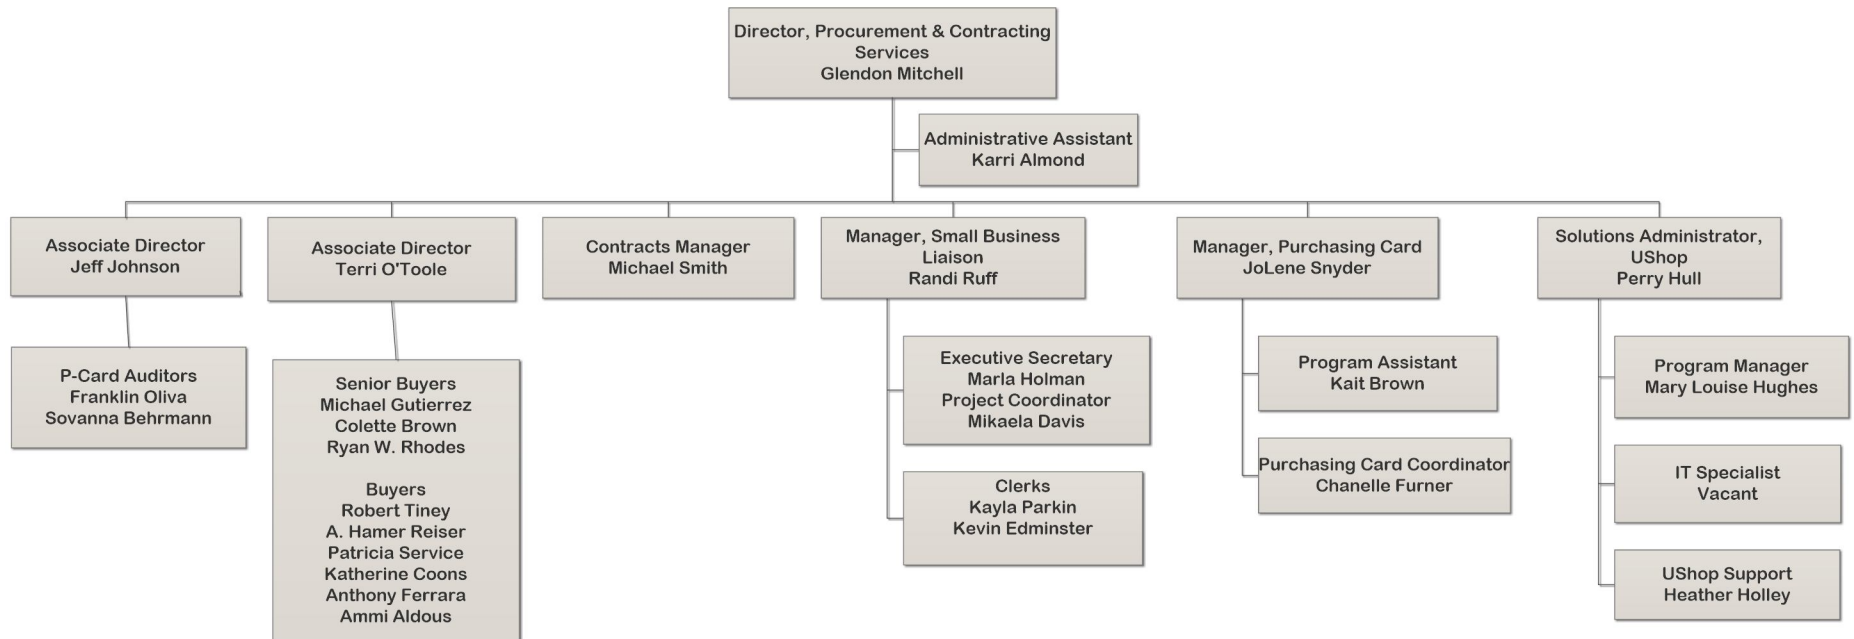 Director, Procurement & Contracting
Services
Glendon Mitchell
Administrative Assistant
Karri Almond
Associate Director
Jeff Johnson
Associate Director
Terri O'Toole
Contracts Manager
Michael Smith
Manager, Small Business
Liaison
Randi Ruff
Manager, Purchasing Card
JoLene Snyder
Solutions Administrator,
UShop
Perry Hull
P-Card Auditors
Franklin Oliva
Sovanna Behrmann
Senior Buyers
Michael Gutierrez
Colette Brown
Ryan W. Rhodes
Buyers
Robert Tiney
A. Hamer Reiser
Patricia Service
Katherine Coons
Anthony Ferrara
Ammi Aldous
Executive Secretary
Marla Holman
Project Coordinator
Mikaela Davis
Clerks
Kayla Parkin
Kevin Edminster
Program Assistant
Kait Brown
Purchasing Card Coordinator
Chanelle Furner
Program Manager
Mary Louise Hughes
IT Specialist
Vacant
UShop Support
Heather Holley